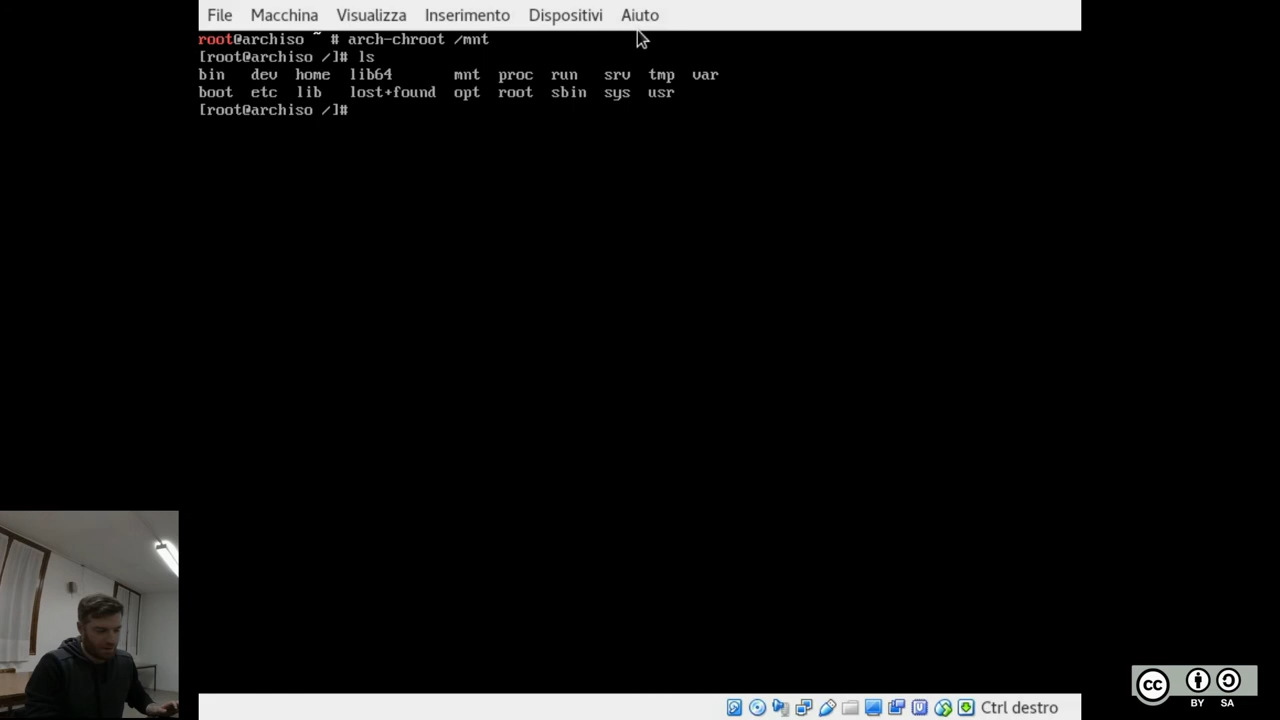 File Macchina Visualizza Inserimento Dispositivi Aiuto
root@archiso ~ # arch-chroot /mnt
[root@archiso /]# ls
bin dev home lib64 mnt proc run srv tmp var
boot etc lib lost+found opt root sbin sys usr
[root@archiso /]#
Ctrl destro
cc
BY SA